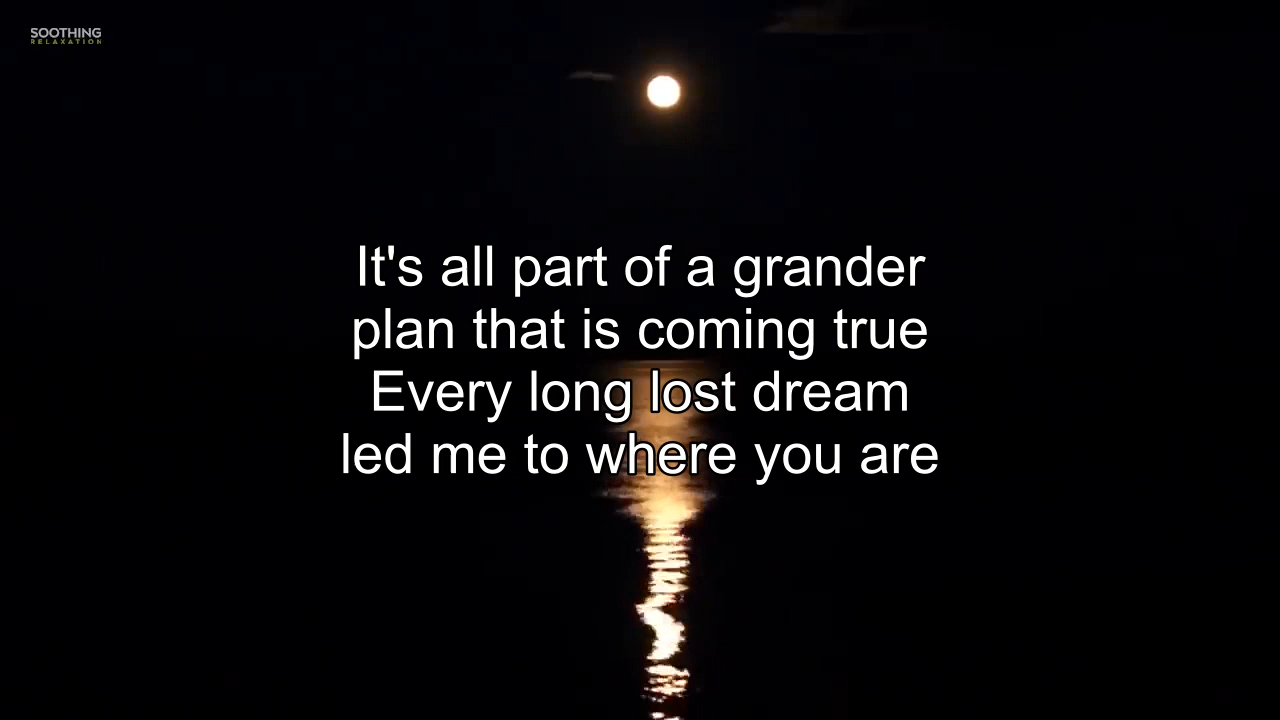 SOOTHING
RELAXATION
It's all part of a grander
plan that is coming true
Every long lost dream
led me to where you are